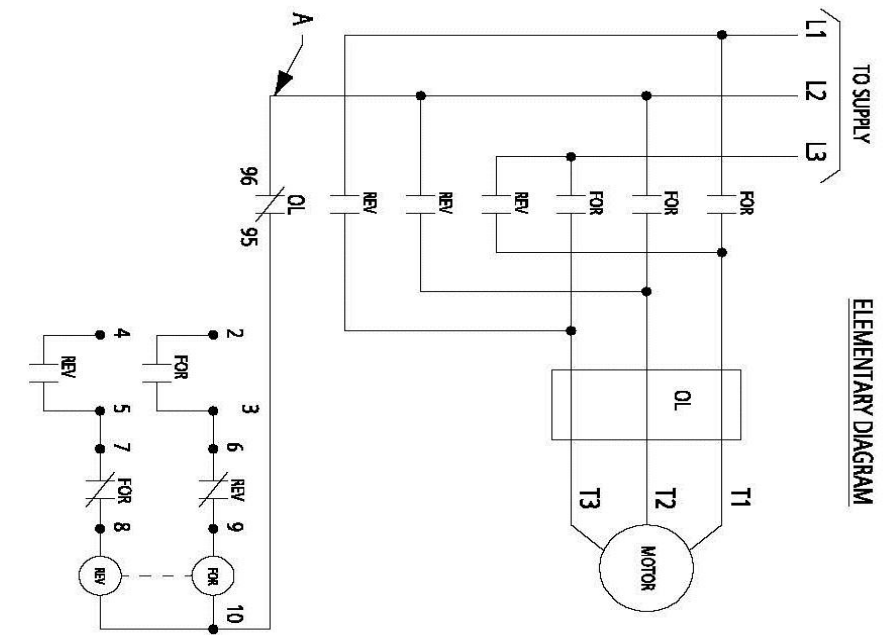 ELEMENTARY DIAGRAM
TO SUPPLY
L1
L2
L3
A
FOR
FOR
FOR
REV
REV
REV
OL
96
95
OL
T1
T2
T3
MOTOR
2
FOR
3
6
REV
9
FOR
10
4
REV
5
7
FOR
8
REV